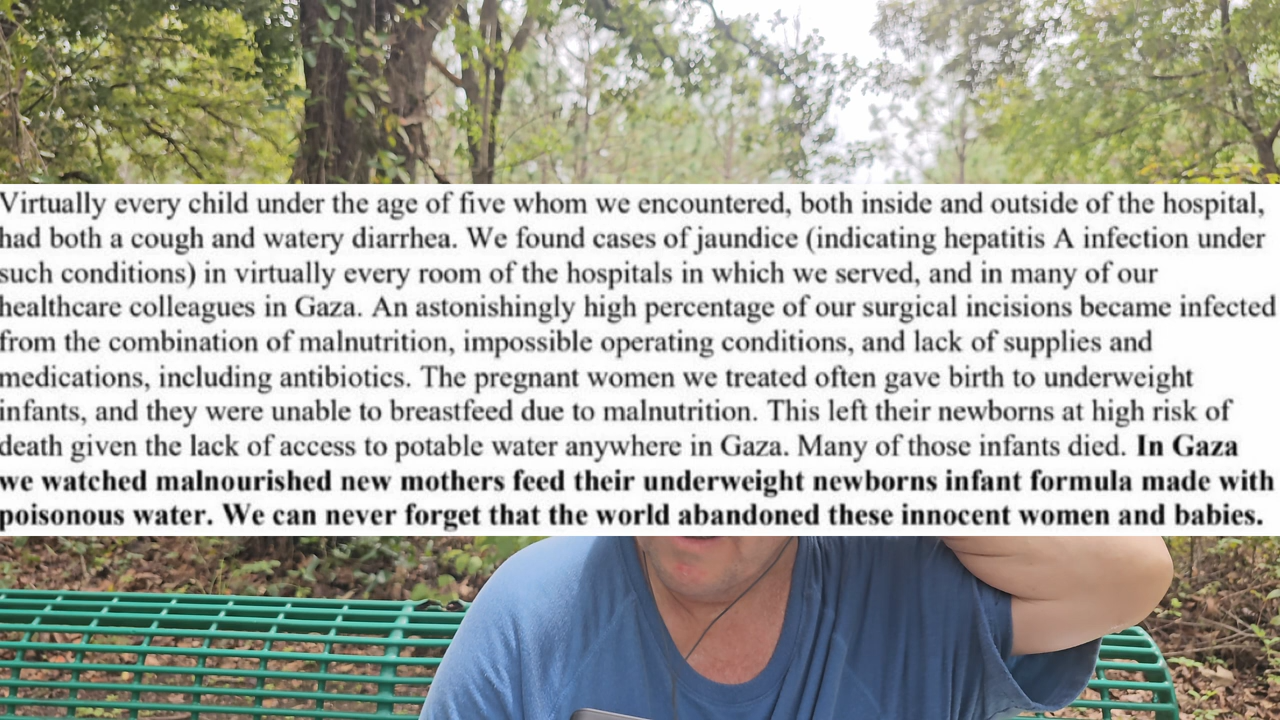 Virtually every child under the age of five whom we encountered, both inside and outside of the hospital,
had both a cough and watery diarrhea. We found cases of jaundice (indicating hepatitis A infection under
such conditions) in virtually every room of the hospitals in which we served, and in many of our
healthcare colleagues in Gaza. An astonishingly high percentage of our surgical incisions became infected
from the combination of malnutrition, impossible operating conditions, and lack of supplies and
medications, including antibiotics. The pregnant women we treated often gave birth to underweight
infants, and they were unable to breastfeed due to malnutrition. This left their newborns at high risk of
death given the lack of access to potable water anywhere in Gaza. Many of those infants died. In Gaza
we watched malnourished new mothers feed their underweight newborns infant formula made with
poisonous water. We can never forget that the world abandoned these innocent women and babies.